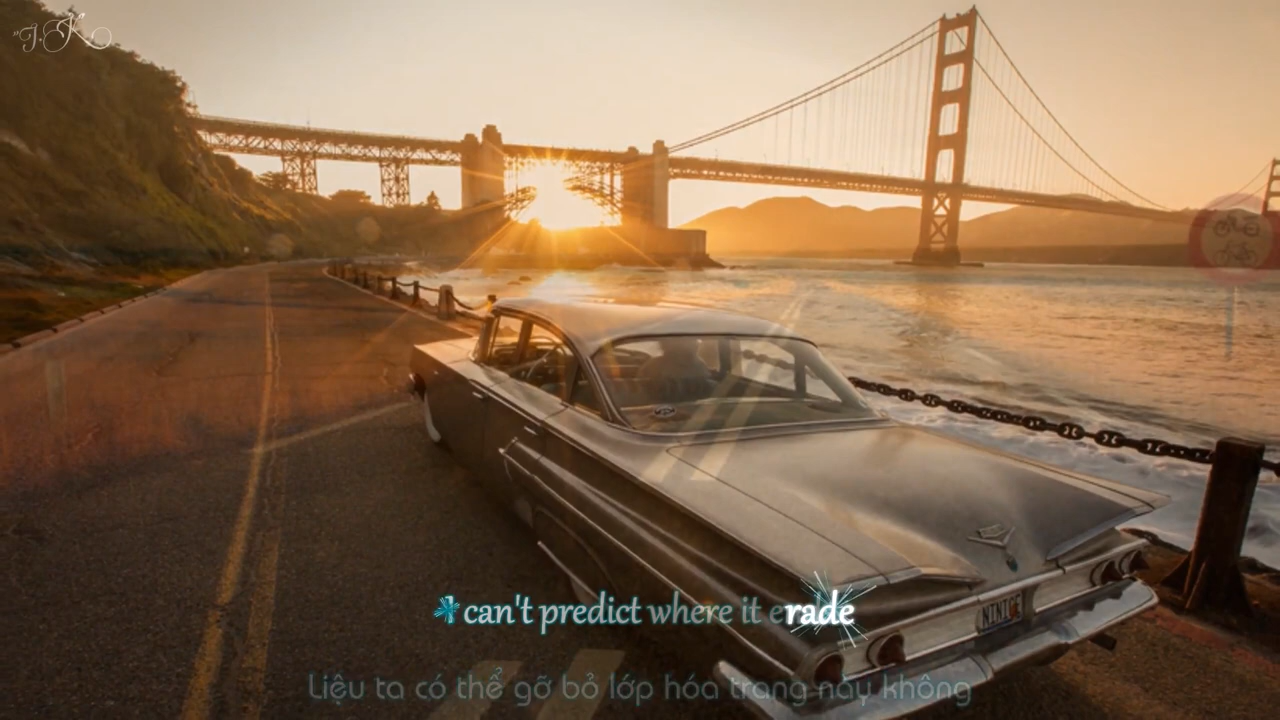 "J.K
I can't predict where it erade
Liệu ta có thể gỡ bỏ lớp hóa trang này không